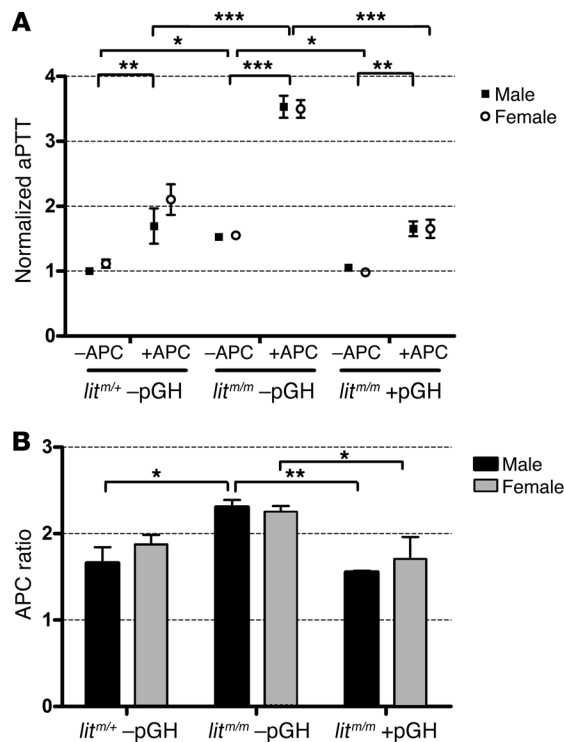 A
***
***
*
*
**
***
**
4
3
2
1
0
Normalized aPTT
Male
Female
–APC +APC –APC +APC –APC +APC
lit^m/+ –pGH lit^m/m –pGH lit^m/m +pGH
B
3
2
1
0
APC ratio
*
**
*
Male
Female
lit^m/+ –pGH lit^m/m –pGH lit^m/m +pGH